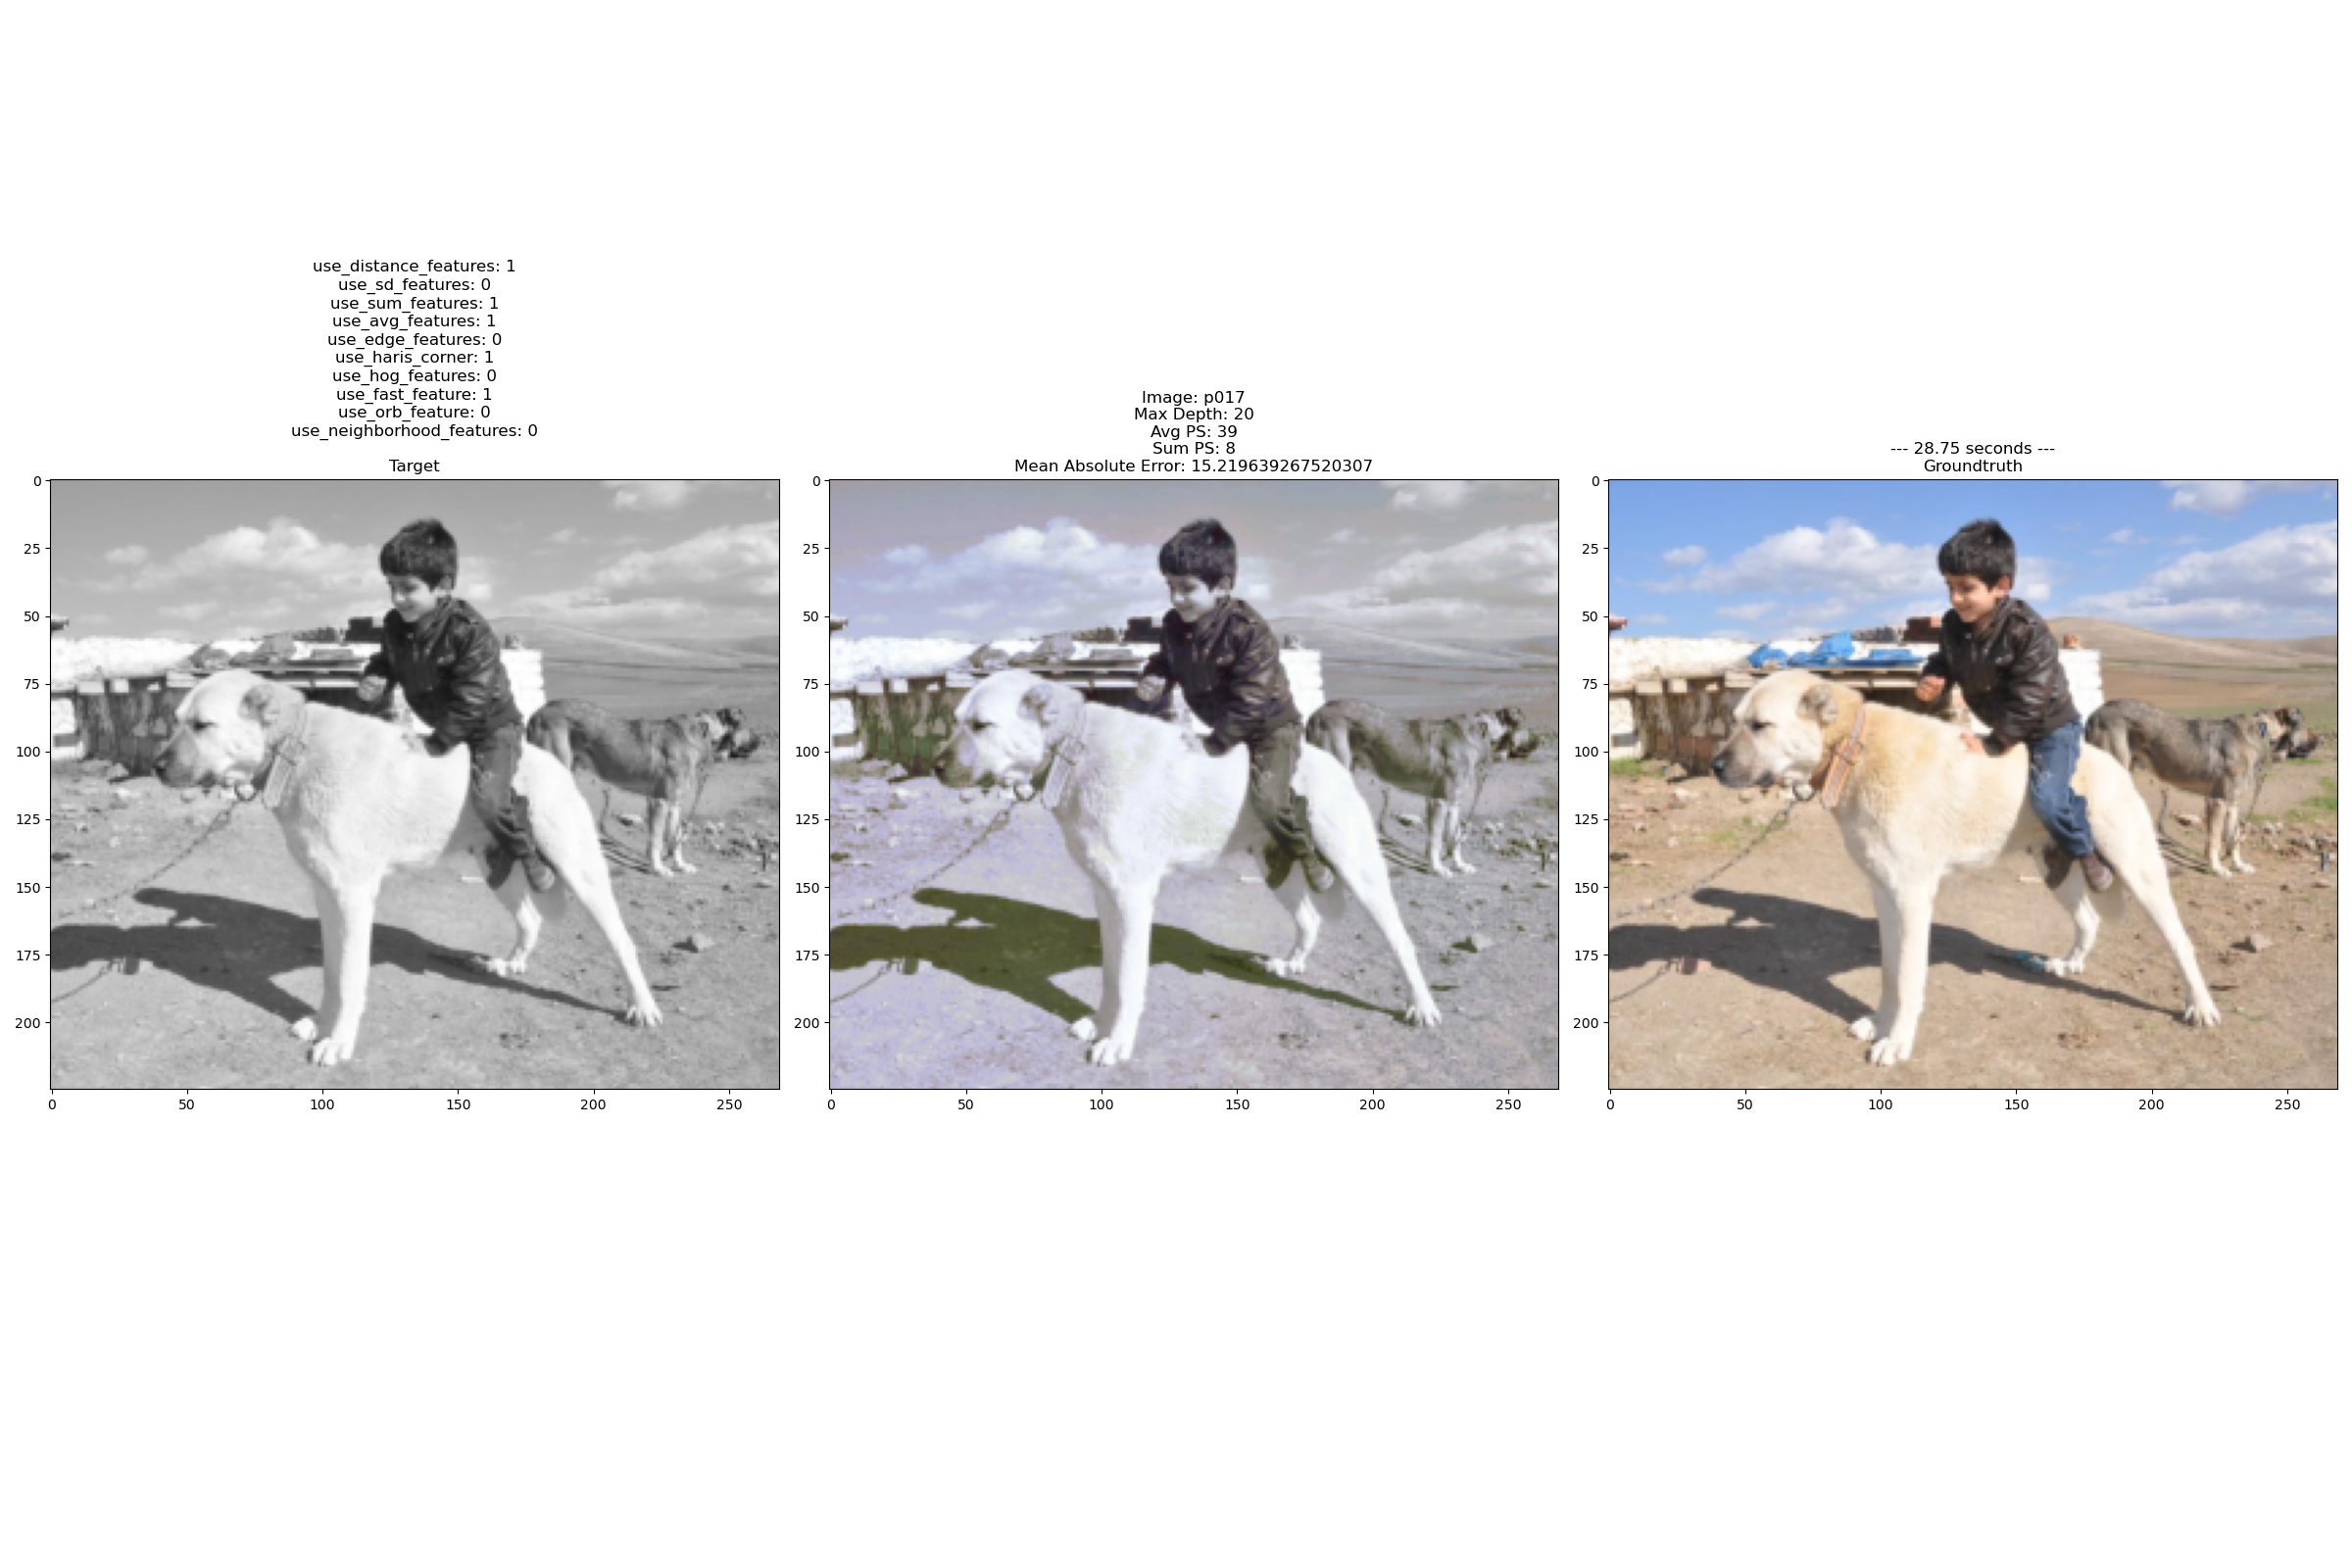 use_distance_features: 1
use_sd_features: 0
use_sum_features: 1
use_avg_features: 1
use_edge_features: 0
use_haris_corner: 1
use_hog_features: 0
use_fast_feature: 1
use_orb_feature: 0
use_neighborhood_features: 0
Target
0
25
50
75
100
125
150
175
200
0 50 100 150 200 250
Image: p017
Max Depth: 20
Avg PS: 39
Sum PS: 8
Mean Absolute Error: 15.219639267520307
0
25
50
75
100
125
150
175
200
0 50 100 150 200 250
--- 28.75 seconds ---
Groundtruth
0
25
50
75
100
125
150
175
200
0 50 100 150 200 250